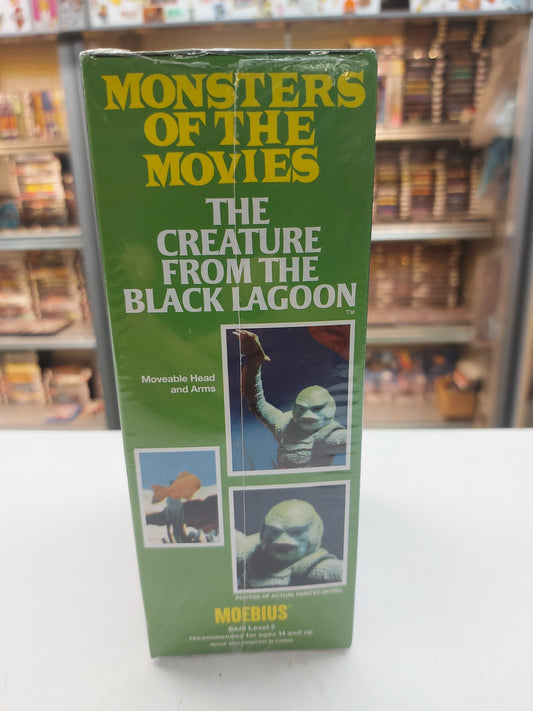 MONSTERS
OF THE
MOVIES
THE
CREATURE
FROM THE
BLACK LAGOON
TM
Moveable Head
and Arms
PHOTOS OF ACTUAL PAINTED MODEL
MOEBIUS
Skill Level 3
recommended for ages 14 and up
MADE AND PRINTED IN CHINA